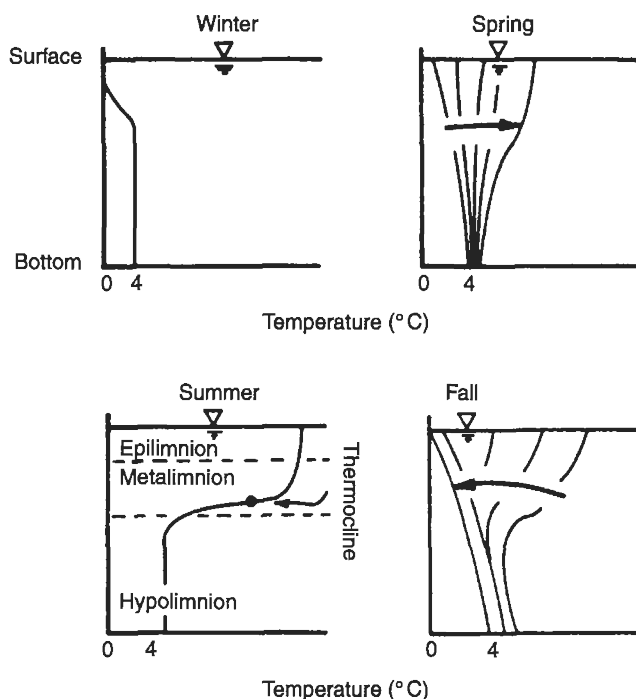 Winter
Spring
Surface
Bottom
0 4
4
Temperature (°C)
Summer
Fall
Epilimnion
Metalimnion
Thermocline
Hypolimnion
0 4
0 4
Temperature (°C)